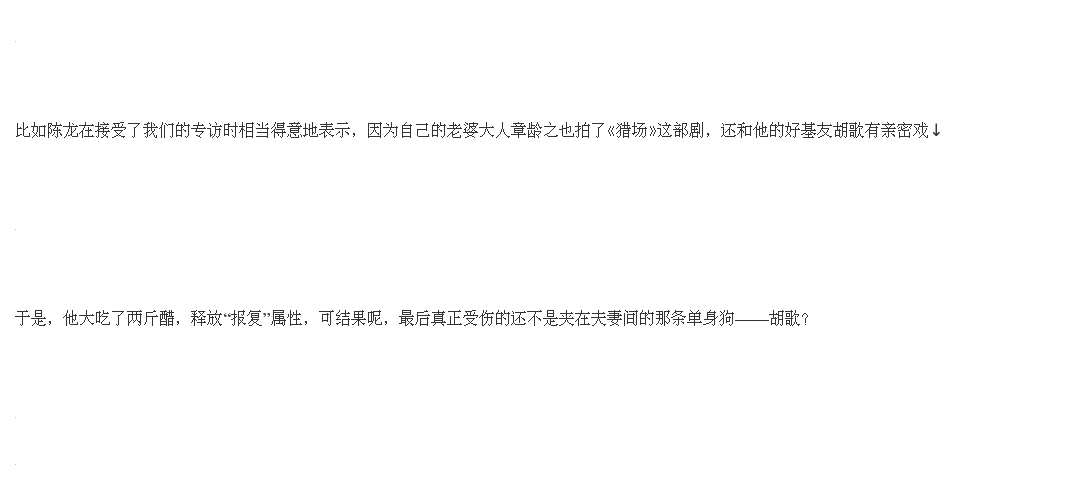 比如陈龙在接受了我们的专访时相当得意地表示，因为自己的老婆大人章龄之也拍了《猎场》这部剧，还和他的好基友胡歌有亲密戏↓
于是，他大吃了两斤醋，释放“报复”属性，可结果呢，最后真正受伤的还不是夹在夫妻间的那条单身狗——胡歌？